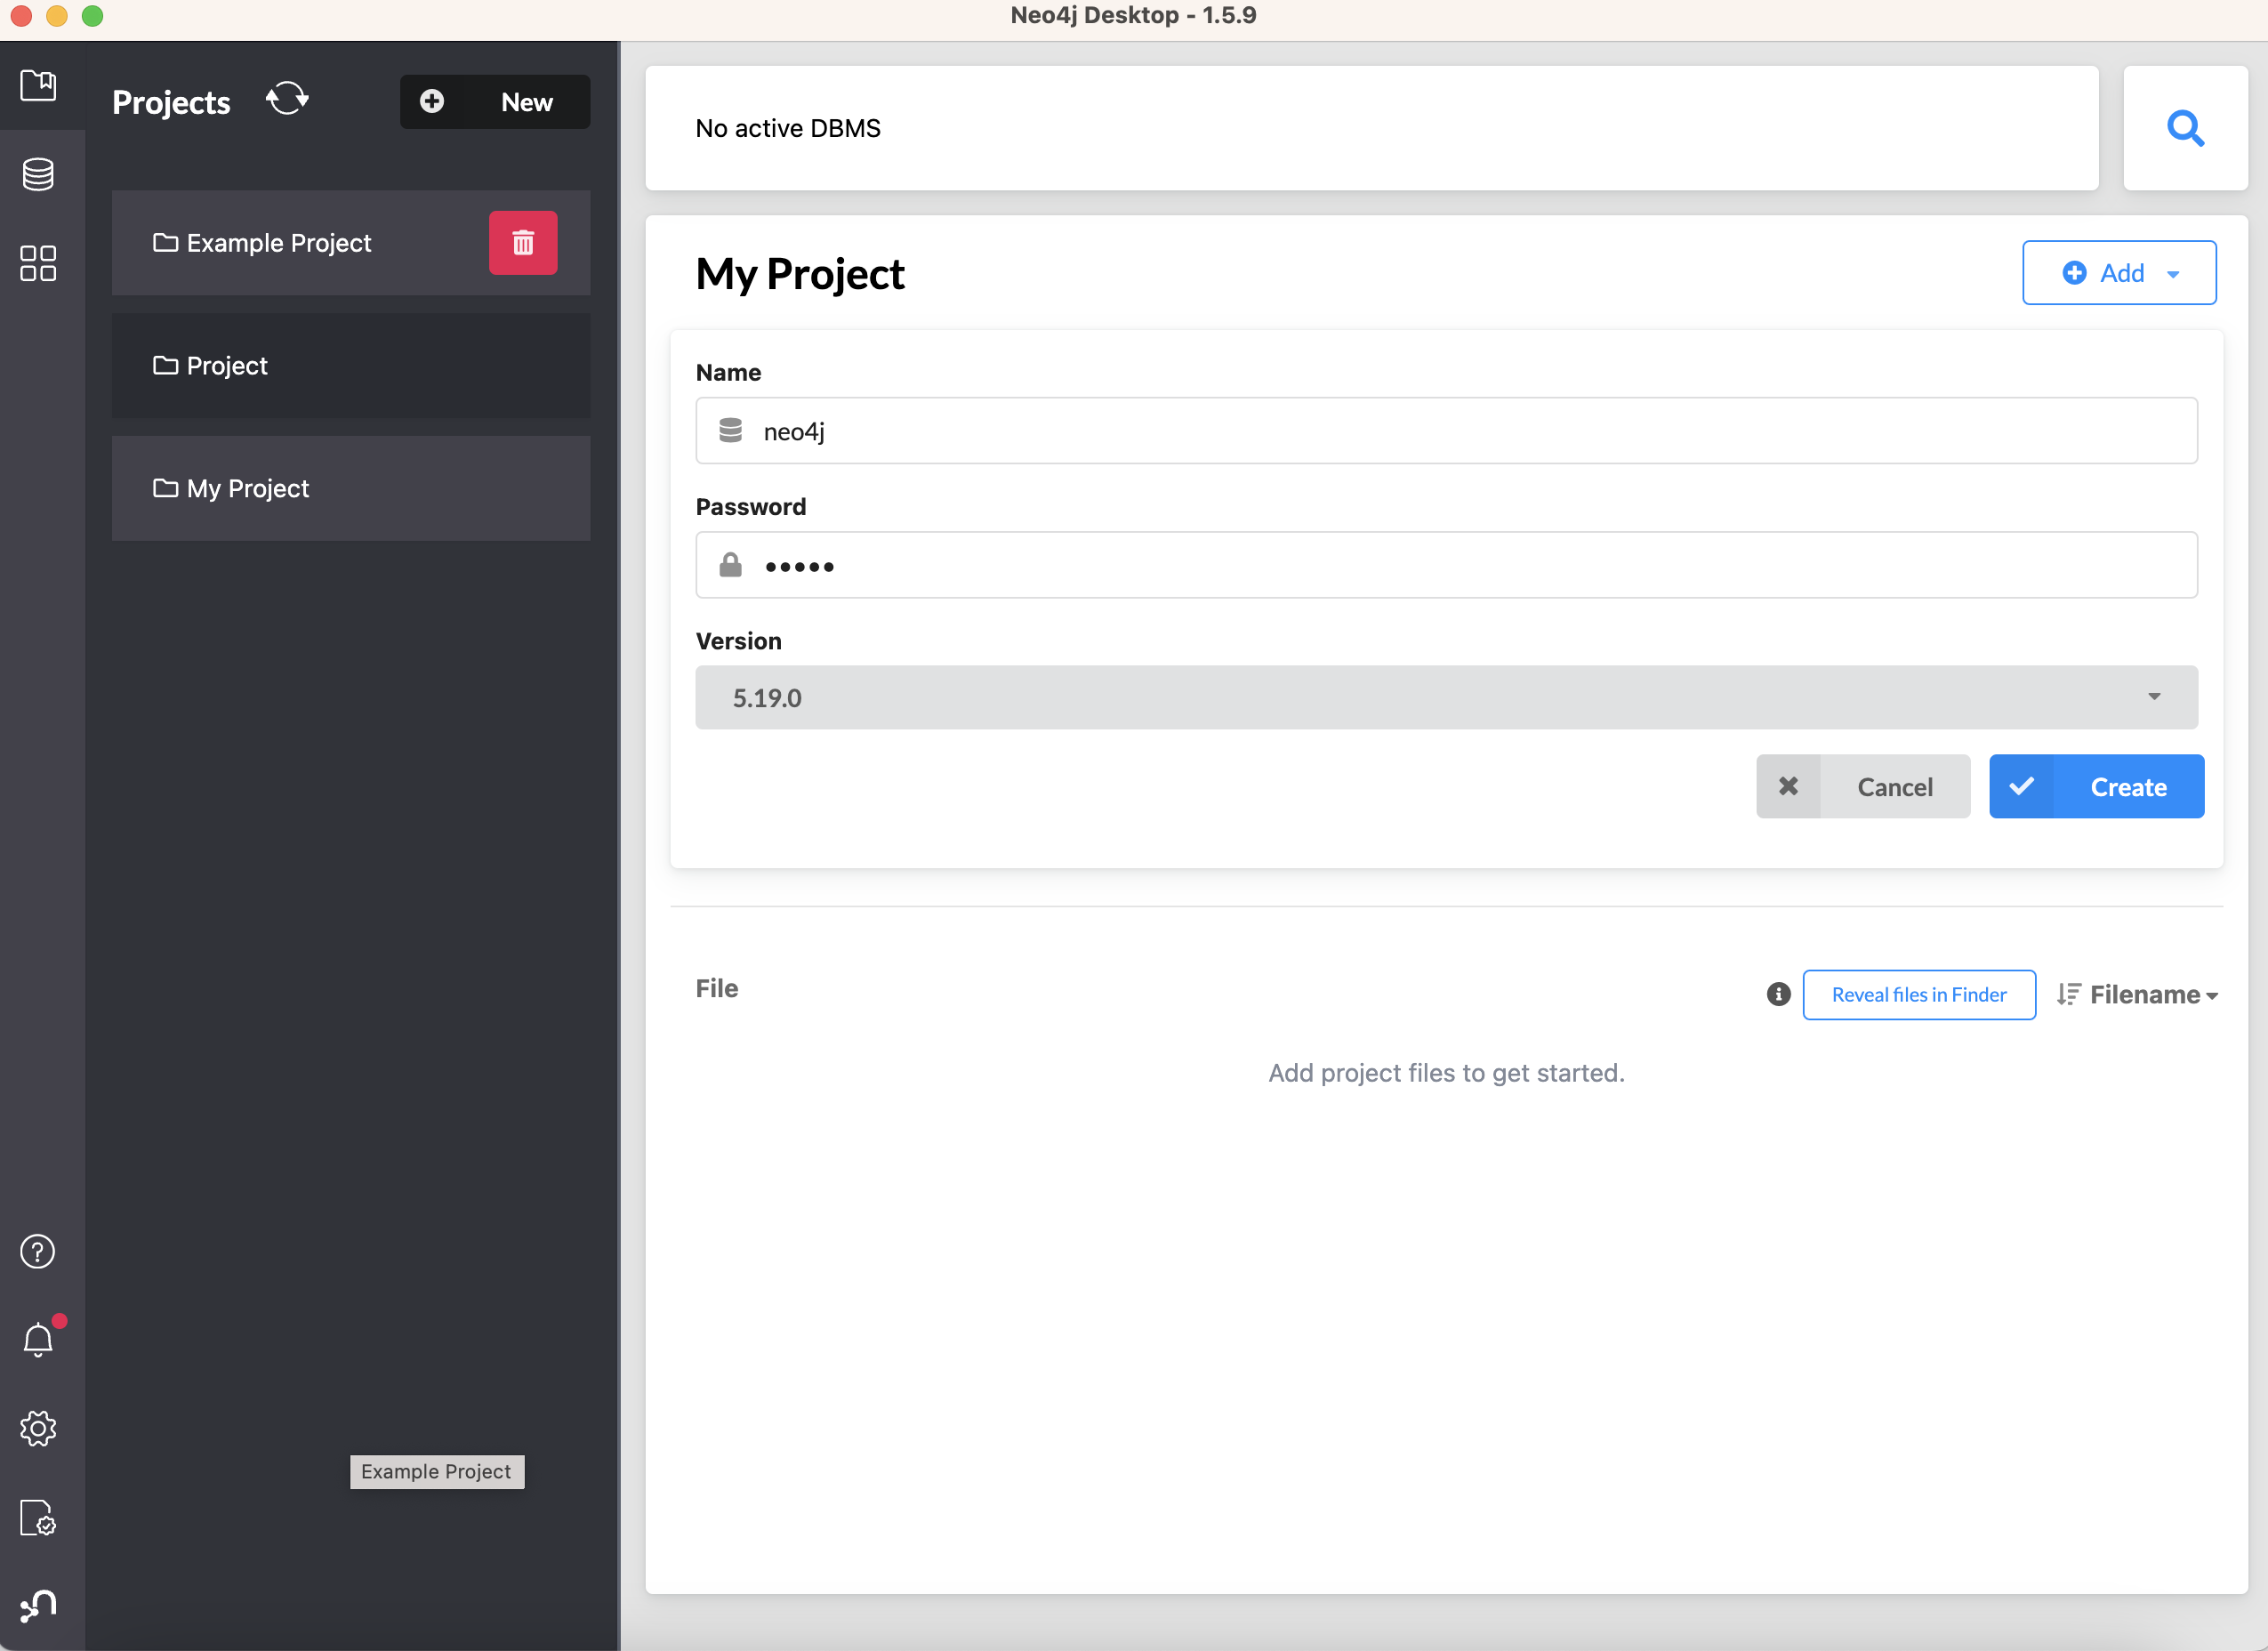 Neo4j Desktop - 1.5.9
Projects
New
Example Project
Project
My Project
Example Project
No active DBMS
My Project
Add
Name
neo4j
Password
•••••
Version
5.19.0
Cancel
Create
File
Reveal files in Finder
Filename
Add project files to get started.